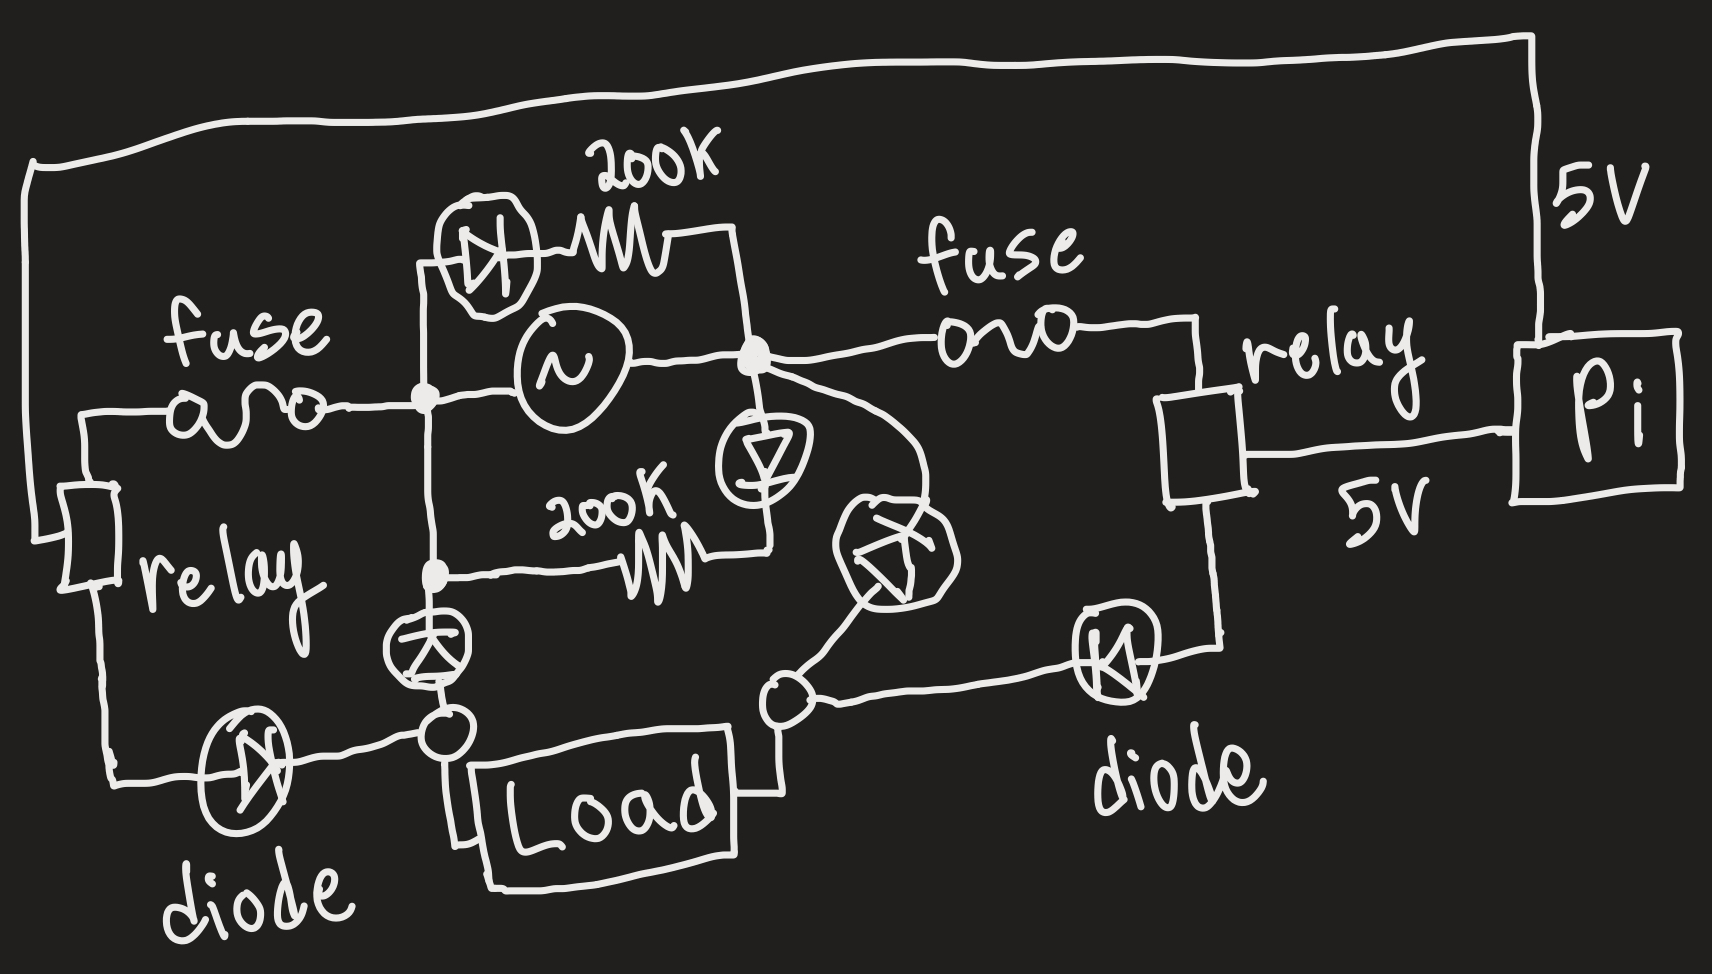 200K
5V
fuse
fuse
relay
Pi
200K
5V
relay
Load
diode
diode